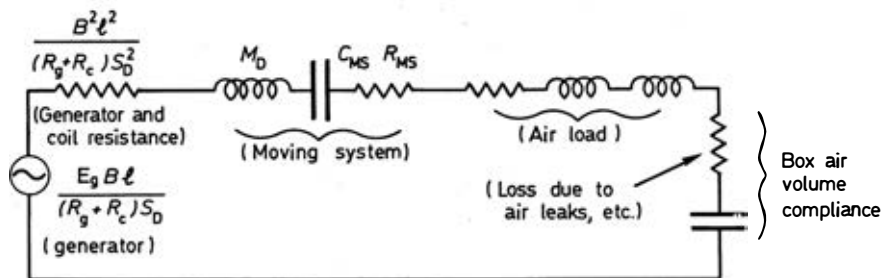 B²ℓ²
(R_g+R_c)S_D²
(Generator and
coil resistance)
E_g B ℓ
(R_g + R_c) S_D
(generator)
M_D
C_MS R_MS
(Moving system)
(Air load)
(Loss due to
air leaks, etc.)
Box air
volume
compliance